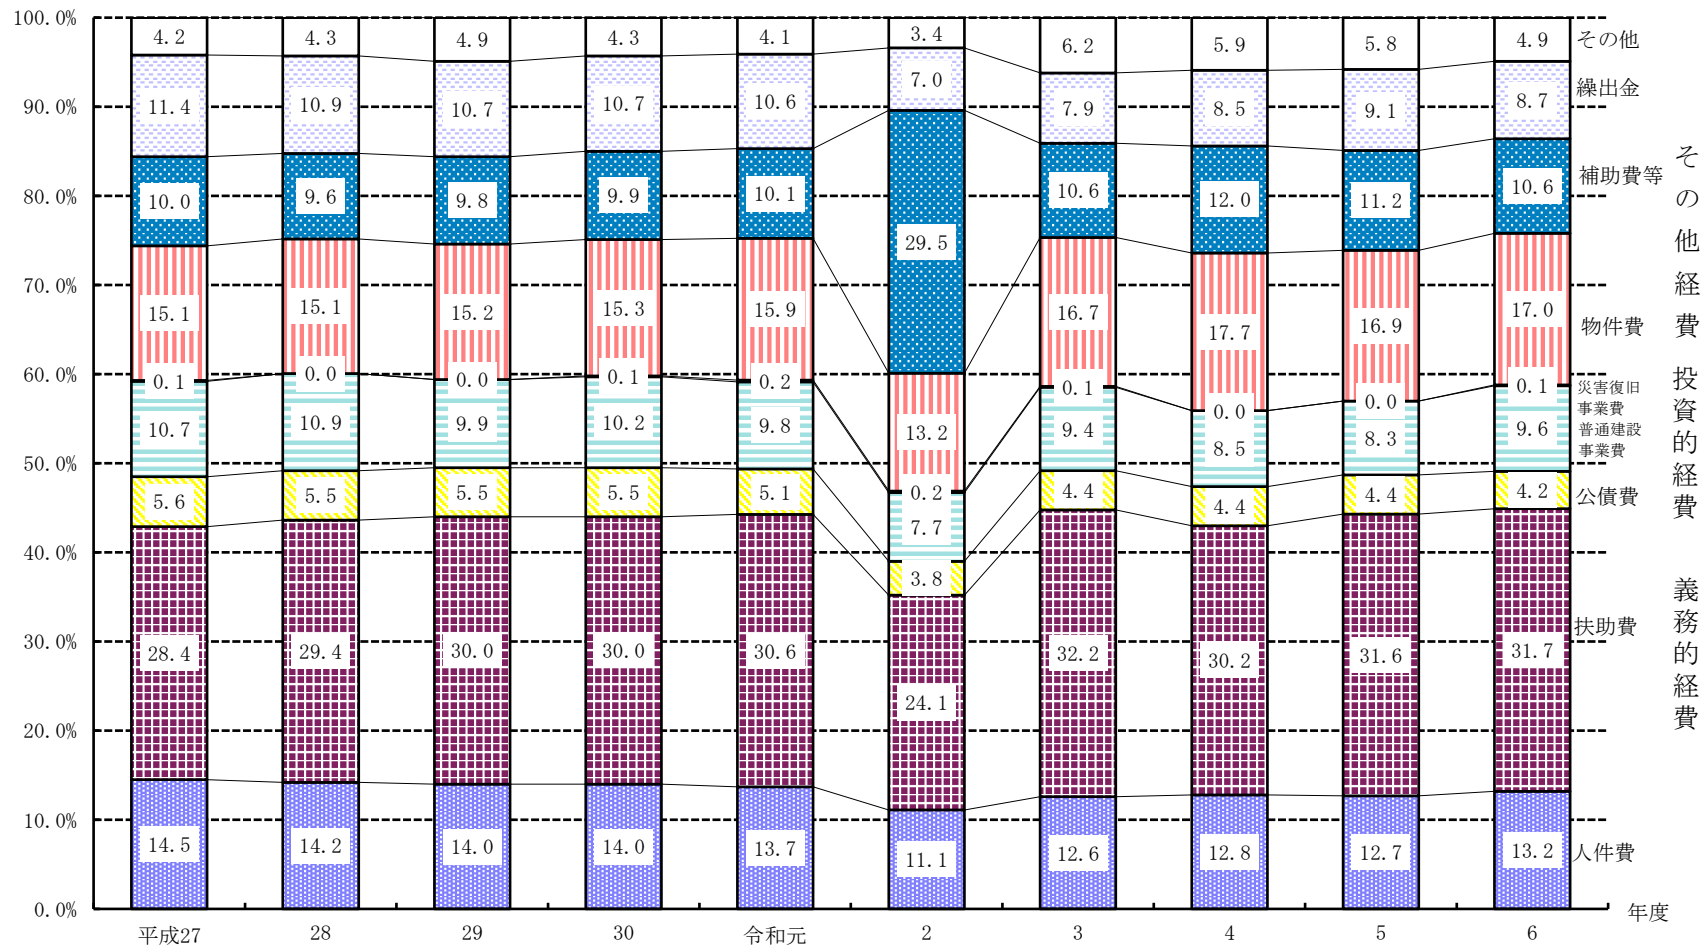 100.0%
90.0%
80.0%
70.0%
60.0%
50.0%
40.0%
30.0%
20.0%
10.0%
0.0%
4.2 4.3 4.9 4.3 4.1 3.4 6.2 5.9 5.8 4.9 その他
11.4 10.9 10.7 10.7 10.6 7.0 7.9 8.5 9.1 8.7 繰出金
10.0 9.6 9.8 9.9 10.1 29.5 10.6 12.0 11.2 10.6 補助費等
15.1 15.1 15.2 15.3 15.9 13.2 16.7 17.7 16.9 17.0 物件費
0.1 0.0 0.0 0.1 0.2 0.2 0.1 0.0 0.0 0.1 災害復旧
事業費
10.7 10.9 9.9 10.2 9.8 7.7 9.4 8.5 8.3 9.6 普通建設
事業費
5.6 5.5 5.5 5.5 5.1 3.8 4.4 4.4 4.4 4.2 公債費
28.4 29.4 30.0 30.0 30.6 24.1 32.2 30.2 31.6 31.7 扶助費
14.5 14.2 14.0 14.0 13.7 11.1 12.6 12.8 12.7 13.2 人件費
その他経費
投資的経費
義務的経費
平成27 28 29 30 令和元 2 3 4 5 6 年度